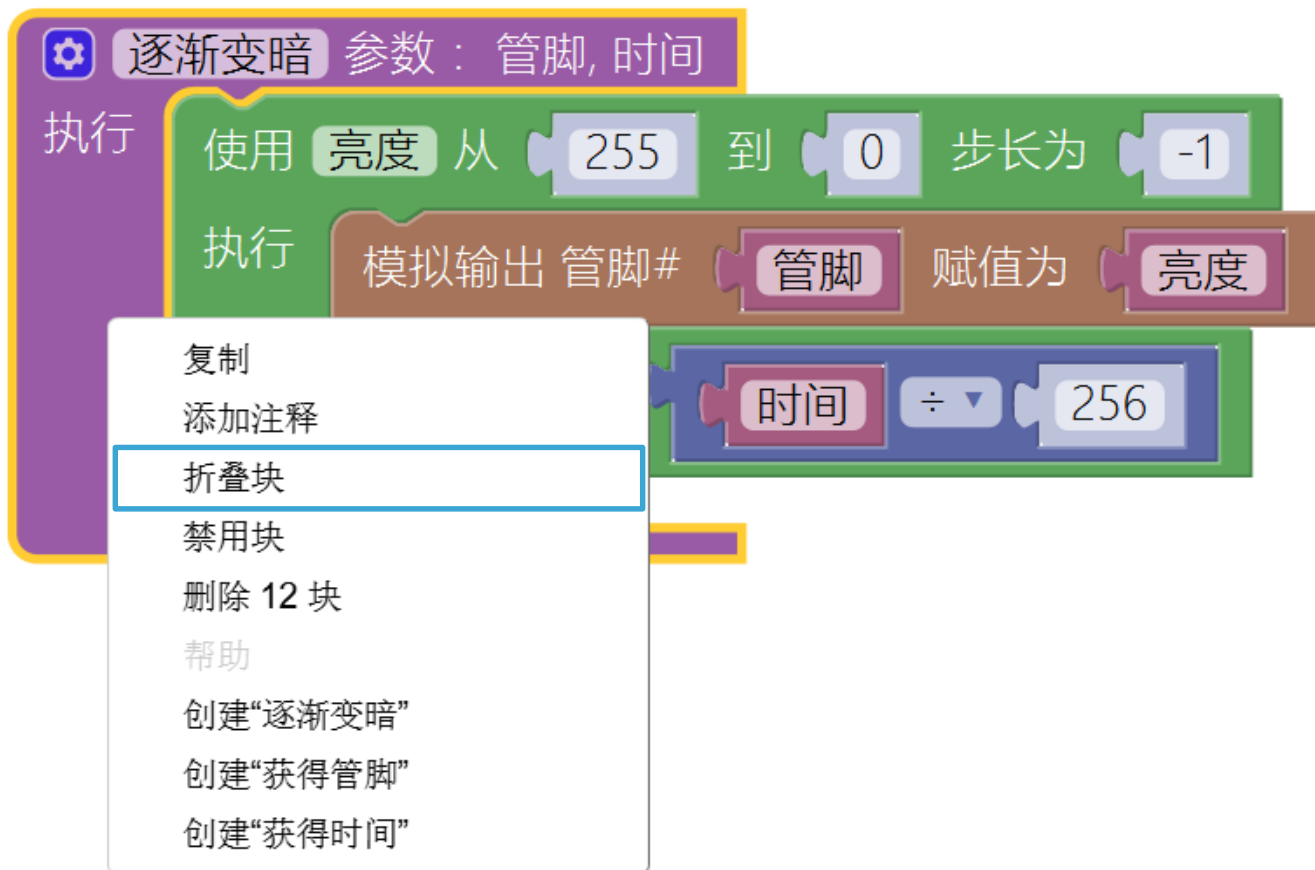 逐渐变暗 参数： 管脚, 时间
执行
使用 亮度 从 255 到 0 步长为 -1
执行
模拟输出 管脚# 管脚 赋值为 亮度
时间 ÷ 256
复制
添加注释
折叠块
禁用块
删除 12 块
帮助
创建“逐渐变暗”
创建“获得管脚”
创建“获得时间”